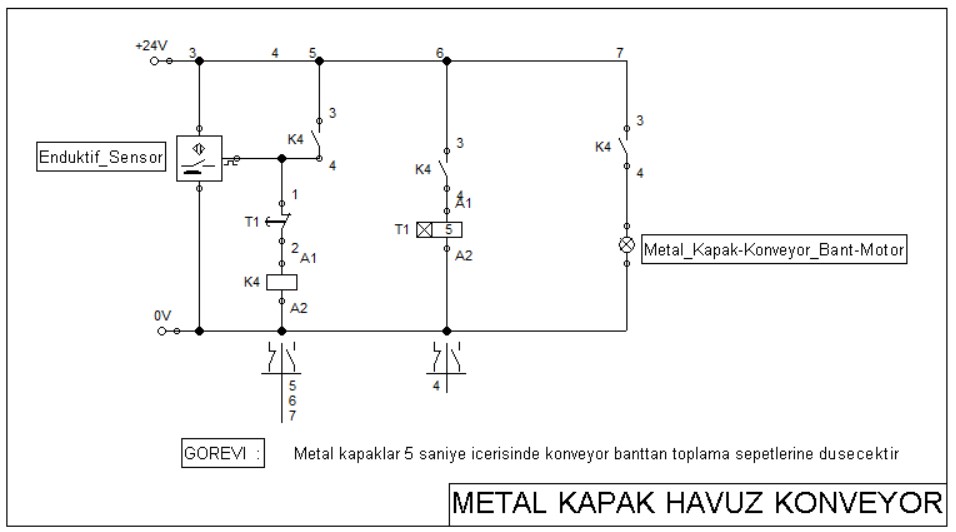 +24V 3 4 5 6 7
3 3 3
Enduktif_Sensor K4 4 K4 4 K4 4
1
T1
2
A1
K4
A2
A1
T1 5
A2
Metal_Kapak-Konveyor_Bant-Motor
0V
5
6
7
4
GOREVI : Metal kapaklar 5 saniye icerisinde konveyor banttan toplama sepetlerine dusecektir
METAL KAPAK HAVUZ KONVEYOR